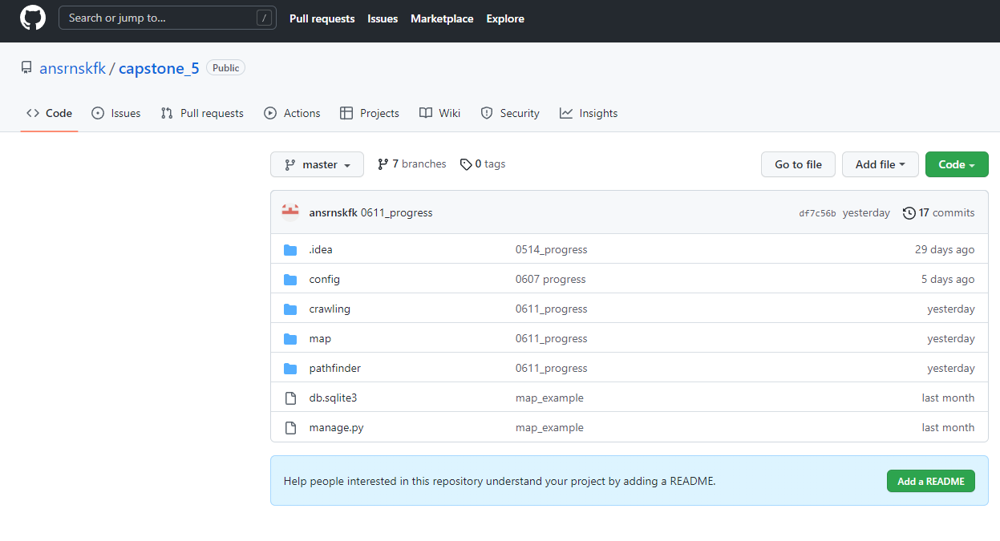 Search or jump to... / Pull requests Issues Marketplace Explore
ansrnskfk / capstone_5 Public
Code Issues Pull requests Actions Projects Wiki Security Insights
master 7 branches 0 tags Go to file Add file Code
ansrnskfk 0611_progress df7c56b yesterday 17 commits
.idea 0514_progress 29 days ago
config 0607 progress 5 days ago
crawling 0611_progress yesterday
map 0611_progress yesterday
pathfinder 0611_progress yesterday
db.sqlite3 map_example last month
manage.py map_example last month
Help people interested in this repository understand your project by adding a README. Add a README